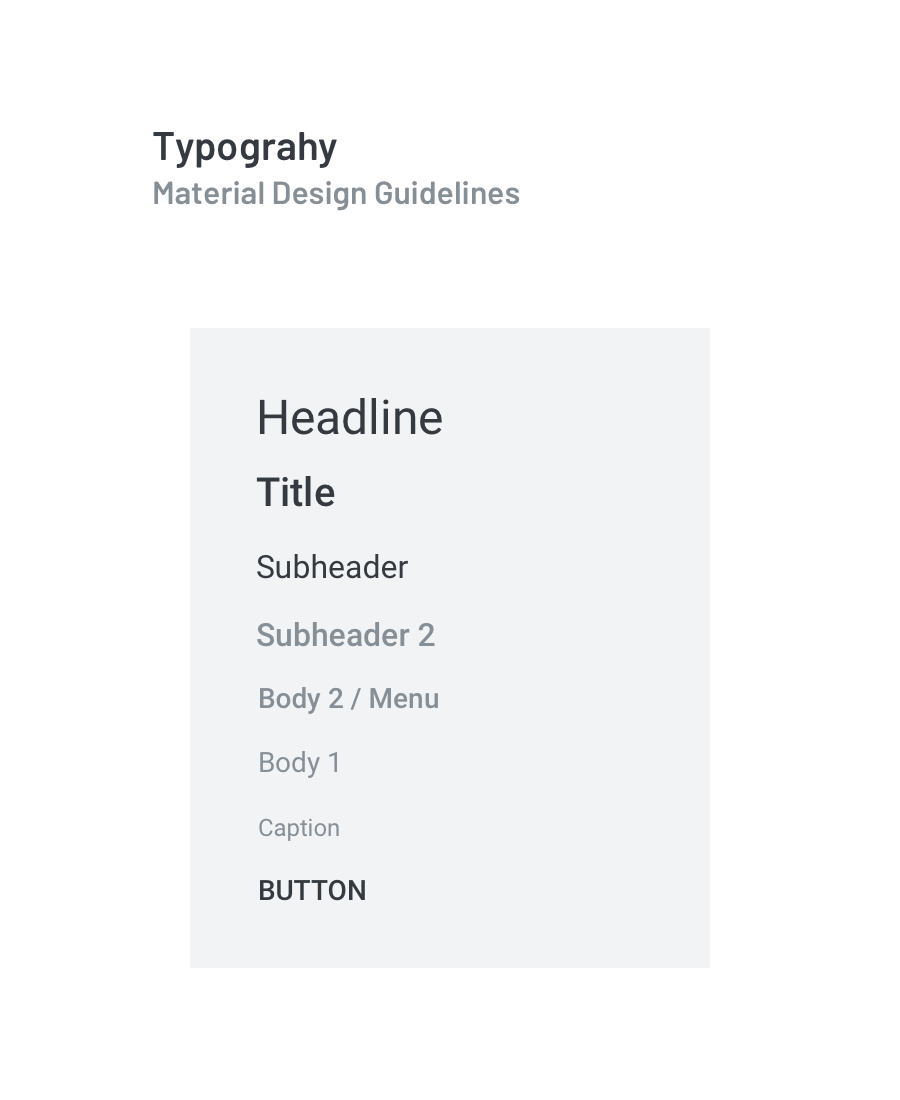 Typograhy
Material Design Guidelines
Headline
Title
Subheader
Subheader 2
Body 2 / Menu
Body 1
Caption
BUTTON